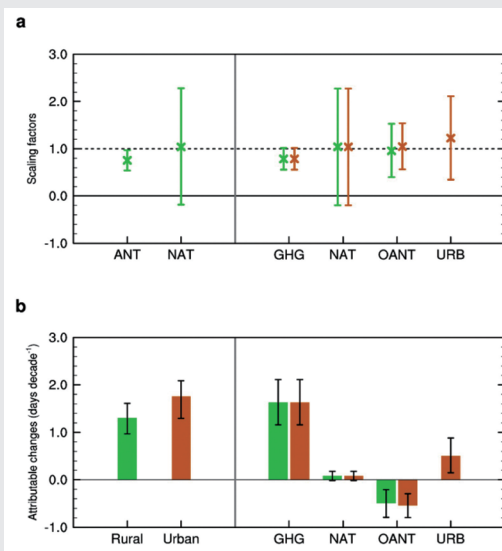 a
3.0
2.0
1.0
0.0
-1.0
Scaling factors
ANT NAT GHG NAT OANT URB
b
3.0
2.0
1.0
0.0
-1.0
Attributable changes (days decade⁻¹)
Rural Urban GHG NAT OANT URB